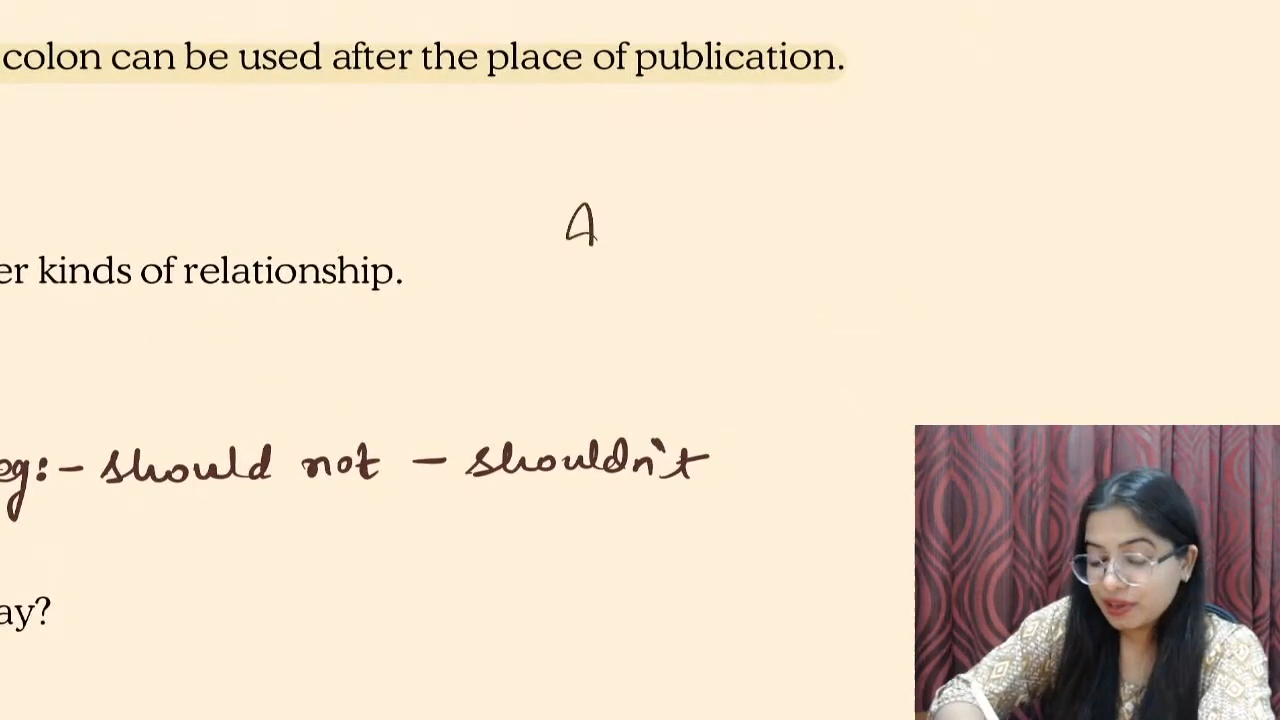 colon can be used after the place of publication.
A
er kinds of relationship.
eg:- should not - shouldn't
ay?